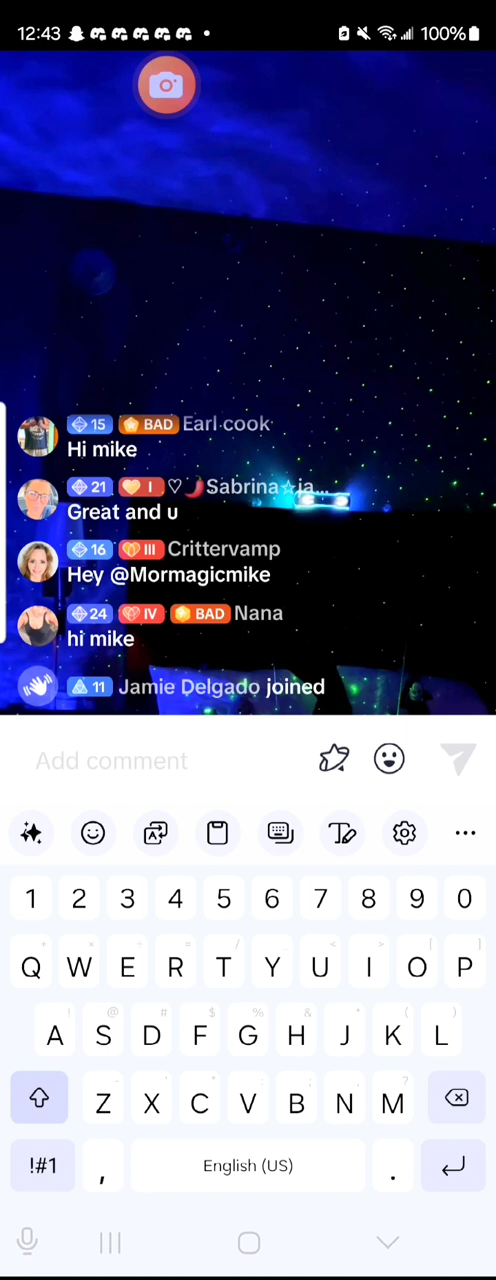 12:43
100%
15 BAD Earl cook
Hi mike
21 I ♡🌶️Sabrina☆ja...
Great and u
16 III Crittervamp
Hey @Mormagicmike
24 IV BAD Nana
hi mike
11 Jamie Delgado joined
Add comment
1 2 3 4 5 6 7 8 9 0
+ × ÷ = / _ < > [ ]
Q W E R T Y U I O P
! @ # $ % & * ( )
A S D F G H J K L
- ' " : ; , ?
Z X C V B N M
!#1 , English (US) .